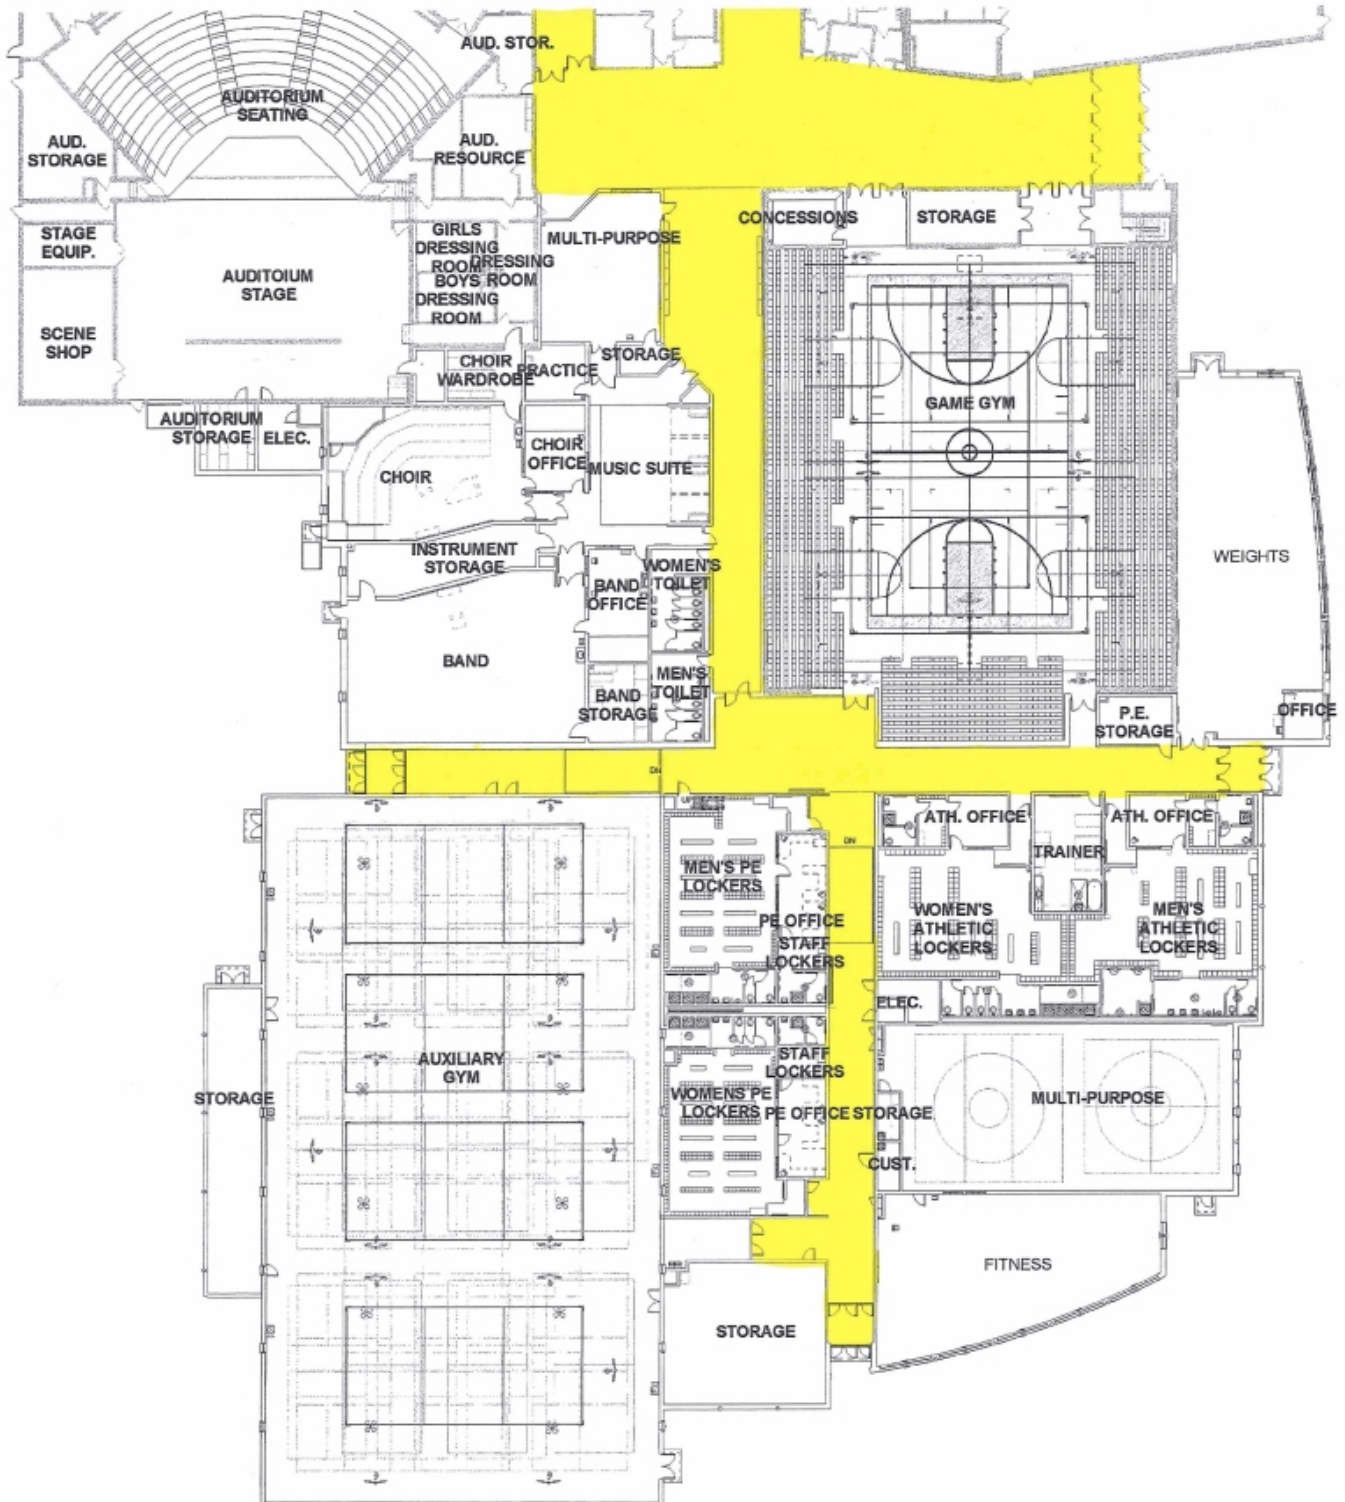 AUD. STOR.
AUDITORIUM
SEATING
AUD.
STORAGE
AUD.
RESOURCE
CONCESSIONS
STORAGE
STAGE
EQUIP.
GIRLS
DRESSING
ROOM
DRESSING
ROOM
BOYS
DRESSING
ROOM
MULTI-PURPOSE
AUDITOIUM
STAGE
SCENE
SHOP
CHOIR
WARDROBE
PRACTICE
STORAGE
GAME GYM
AUDITORIUM
STORAGE
ELEC.
CHOIR
OFFICE
MUSIC SUITE
CHOIR
INSTRUMENT
STORAGE
WOMEN'S
TOILET
BAND
OFFICE
WEIGHTS
BAND
MEN'S
TOILET
BAND
STORAGE
P.E.
STORAGE
OFFICE
DN
UP
ATH. OFFICE
ATH. OFFICE
DN
TRAINER
MEN'S PE
LOCKERS
PE OFFICE
STAFF
LOCKERS
WOMEN'S
ATHLETIC
LOCKERS
MEN'S
ATHLETIC
LOCKERS
ELEC.
AUXILIARY
GYM
STAFF
LOCKERS
STORAGE
WOMENS PE
LOCKERS
PE OFFICE
STORAGE
MULTI-PURPOSE
CUST.
FITNESS
STORAGE